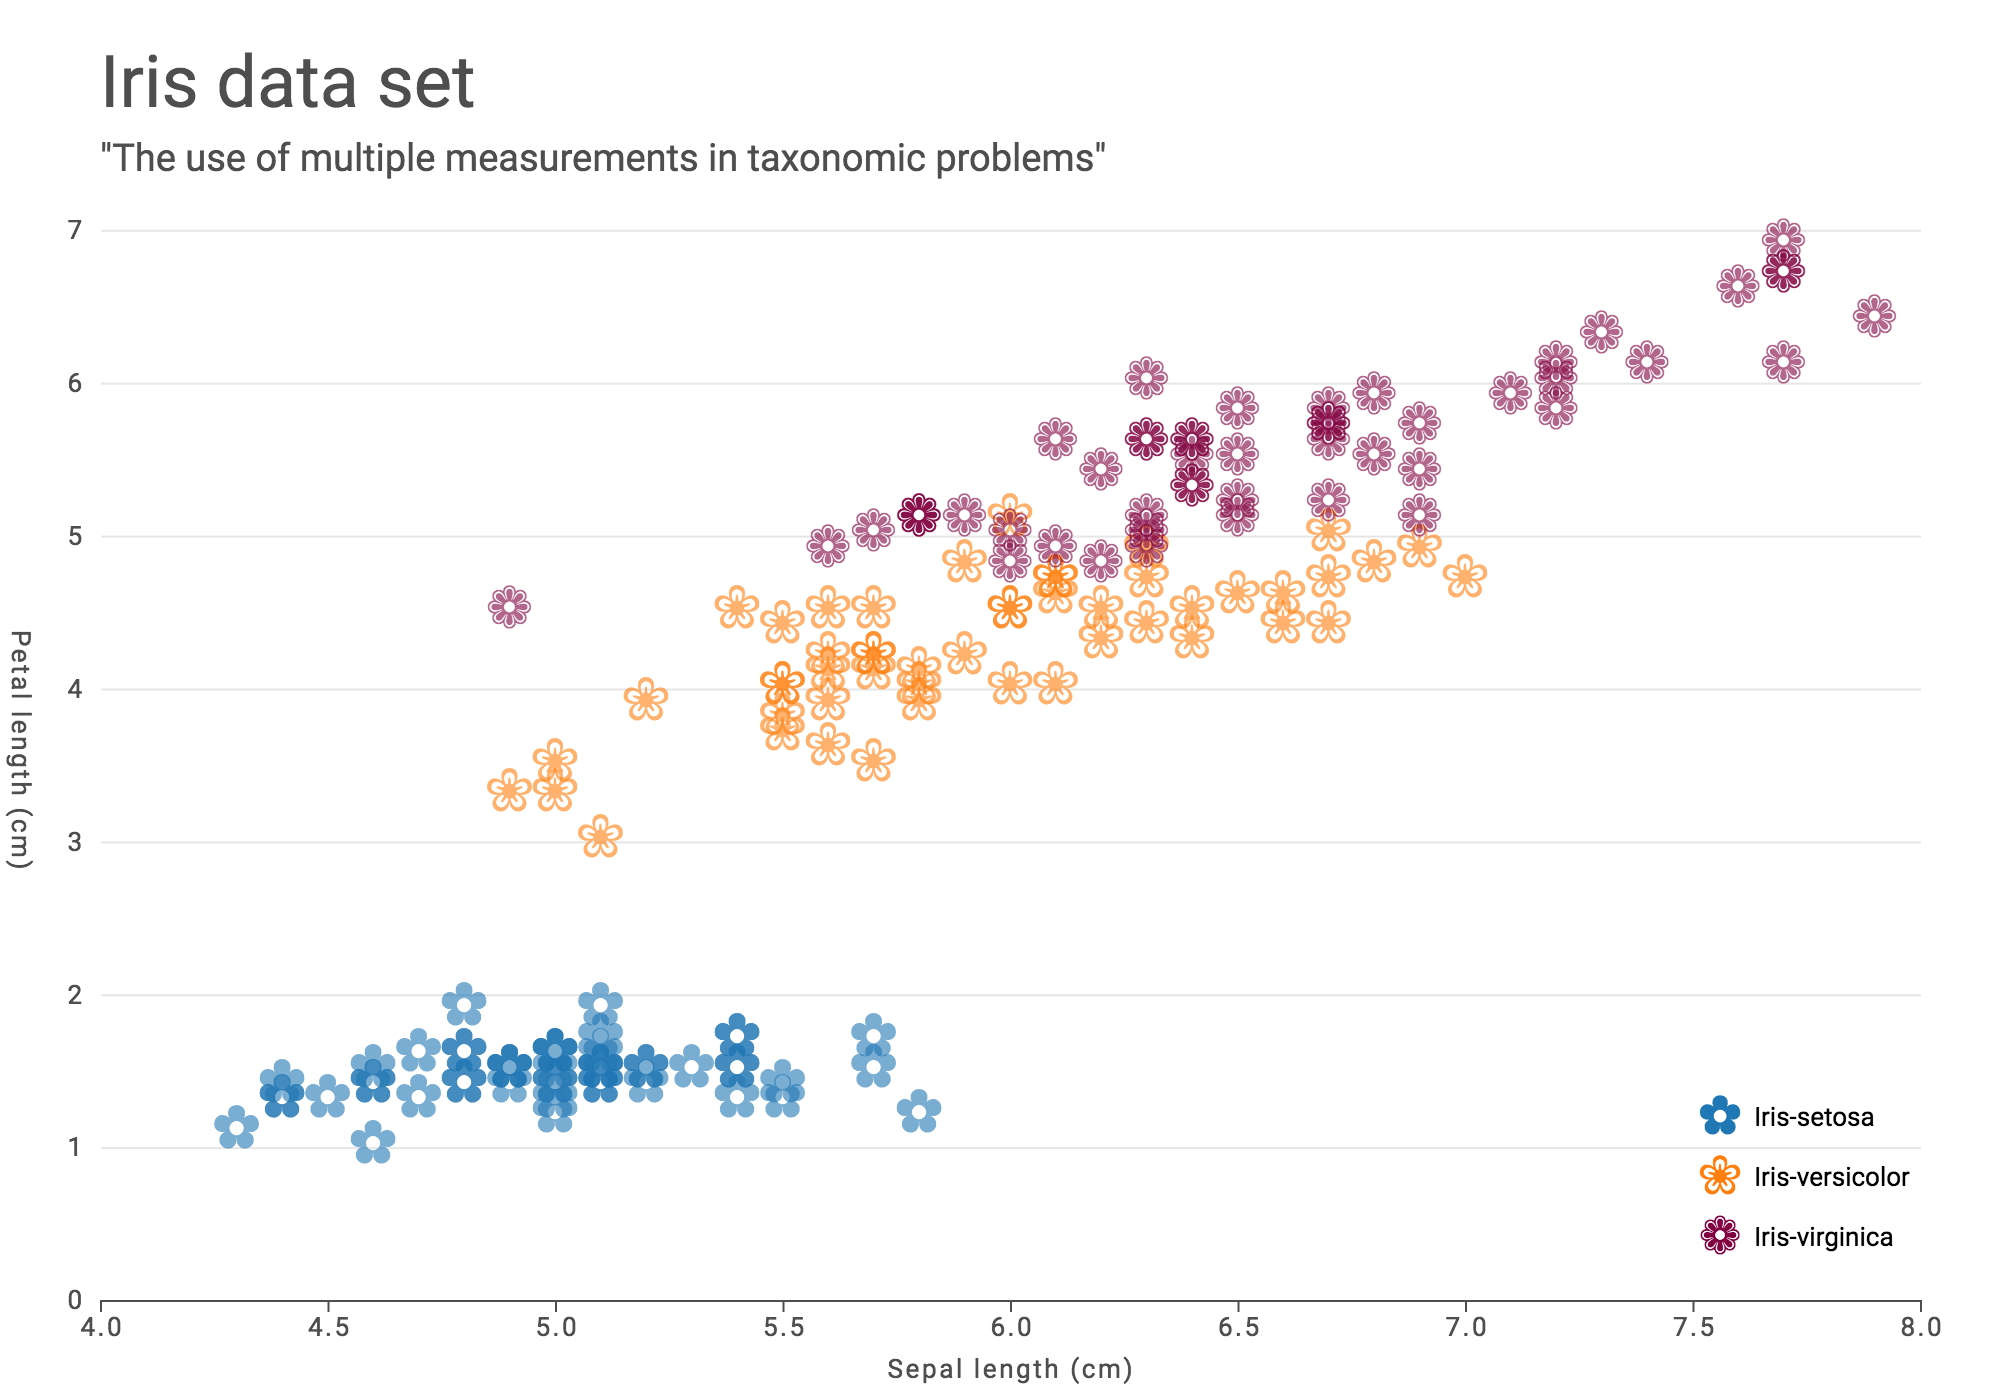 Iris data set
"The use of multiple measurements in taxonomic problems"
7
6
5
4
3
2
1
0
Petal length (cm)
Iris-setosa
Iris-versicolor
Iris-virginica
4.0 4.5 5.0 5.5 6.0 6.5 7.0 7.5 8.0
Sepal length (cm)